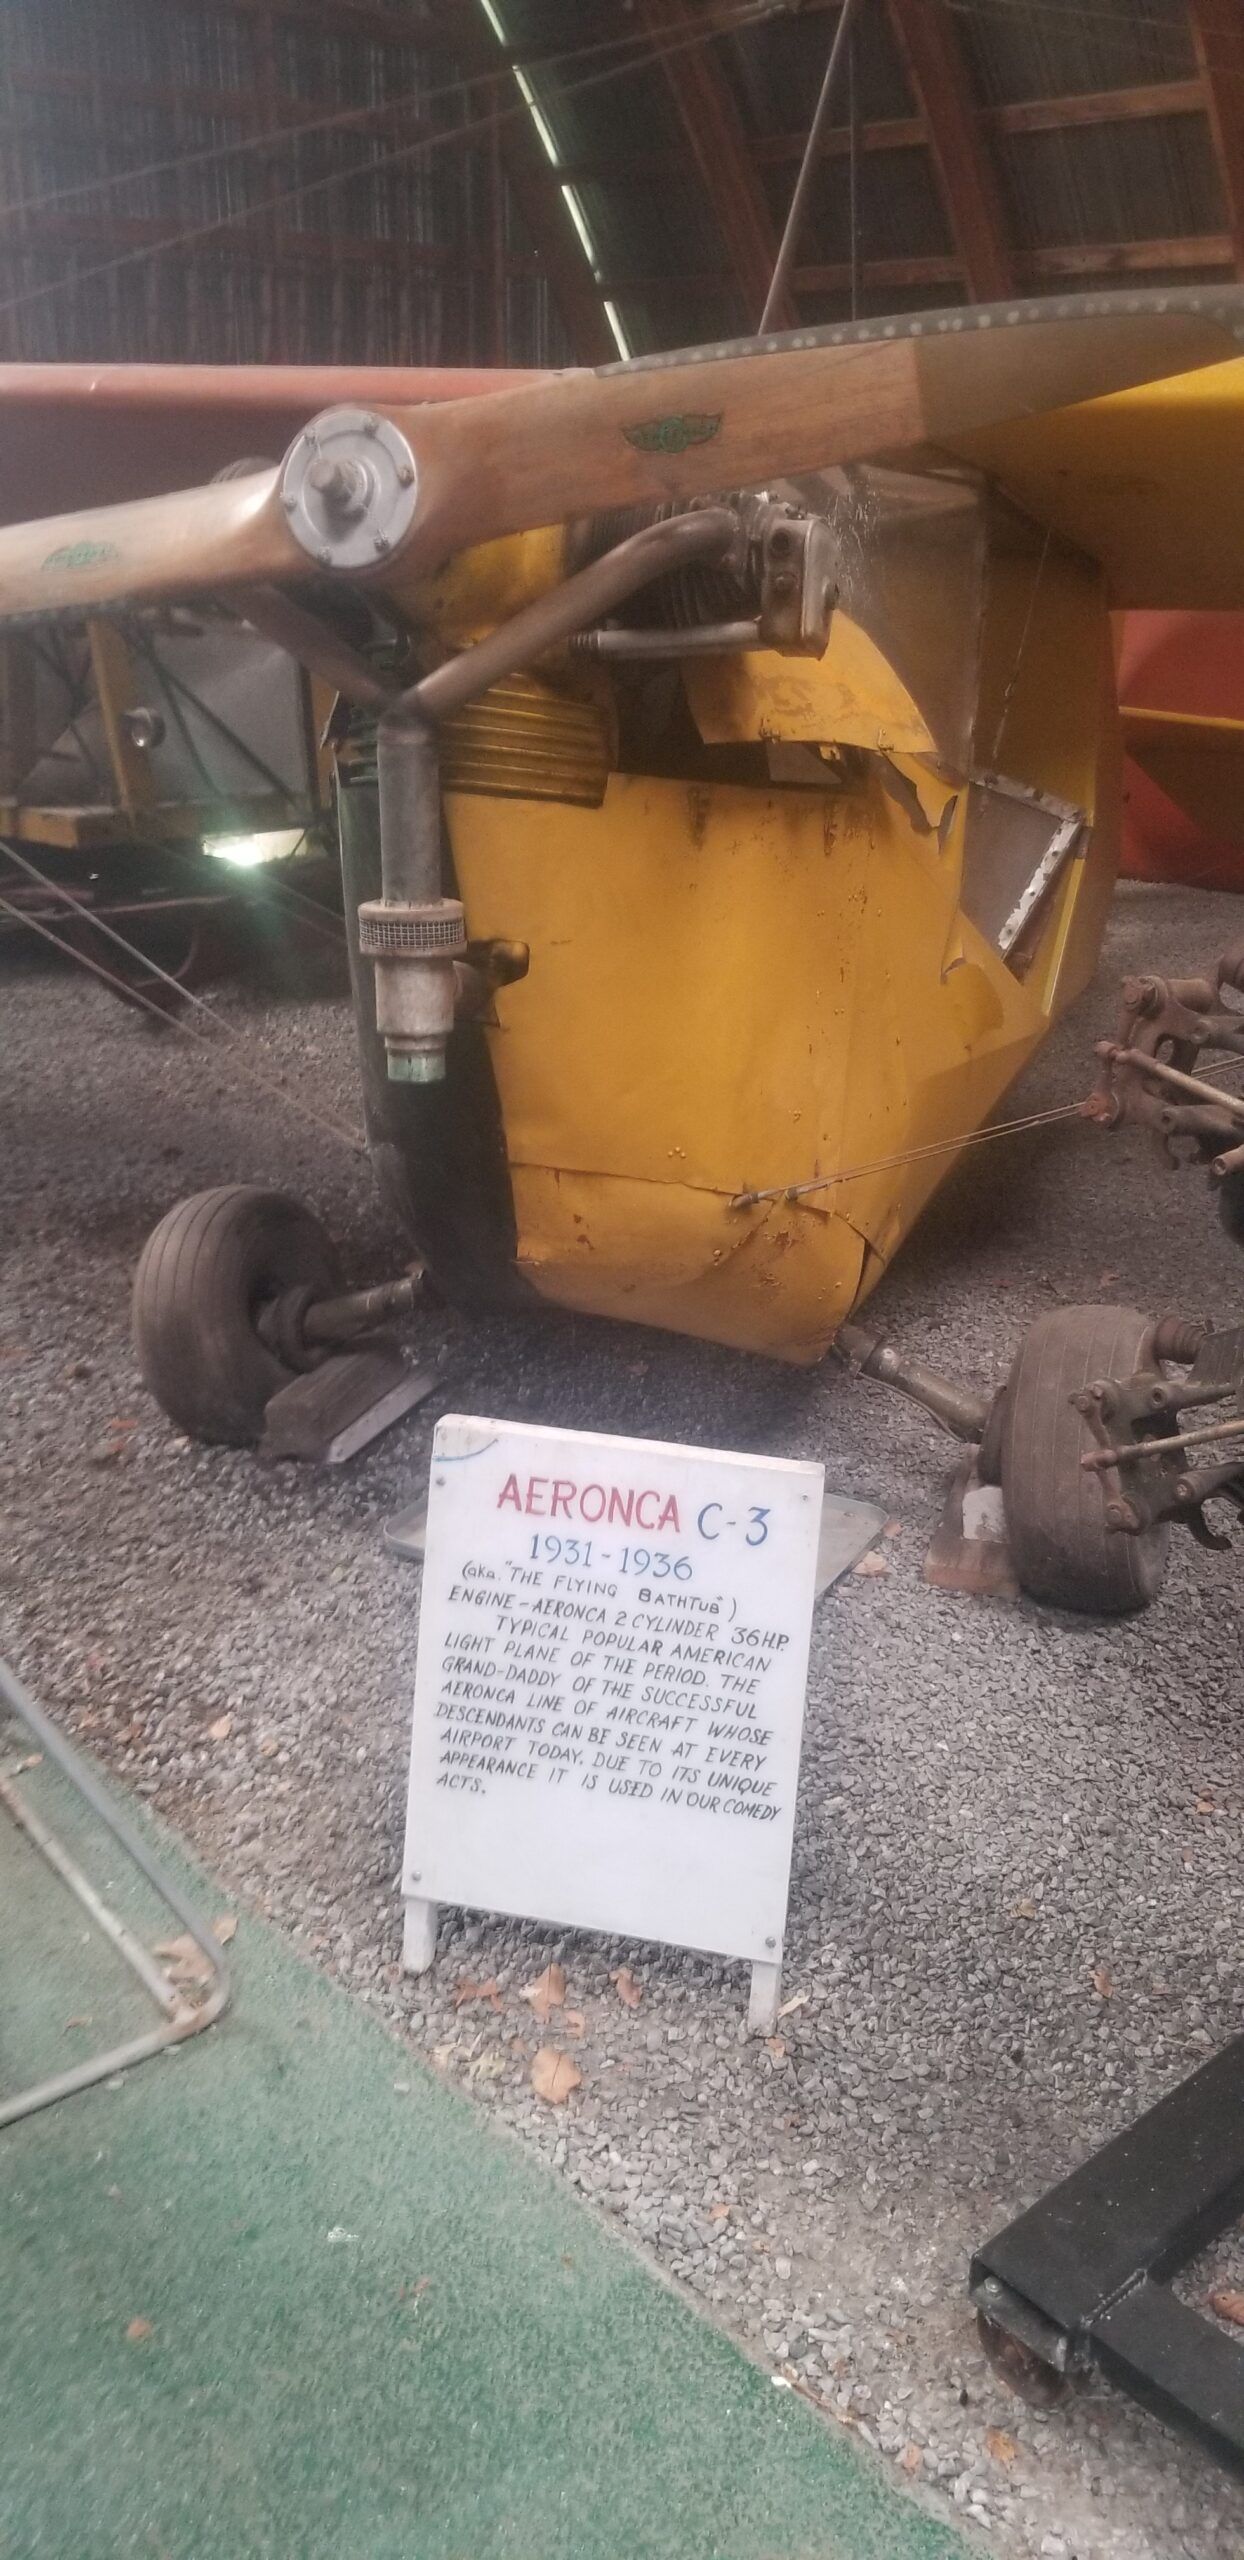 AERONCA C-3
1931-1936
(aka. "THE FLYING BATHTUB")
ENGINE - AERONCA 2 CYLINDER 36H.P.
TYPICAL POPULAR AMERICAN
LIGHT PLANE OF THE PERIOD. THE
GRAND-DADDY OF THE SUCCESSFUL
AERONCA LINE OF AIRCRAFT WHOSE
DESCENDANTS CAN BE SEEN AT EVERY
AIRPORT TODAY. DUE TO ITS UNIQUE
APPEARANCE IT IS USED IN OUR COMEDY
ACTS.